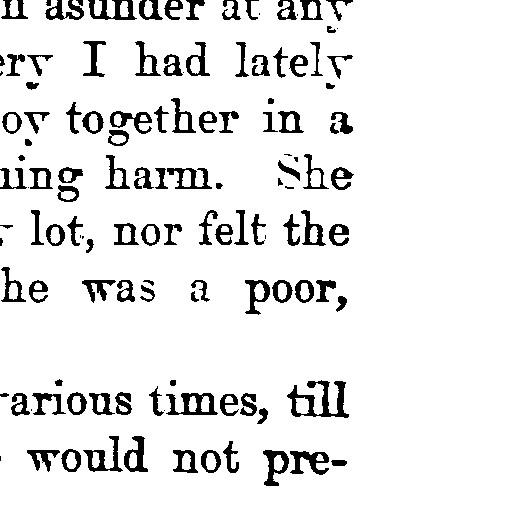 asunder at any
I had lately
together in a
harm. She
lot, nor felt the
he was a poor,
various times, till
would not pre-